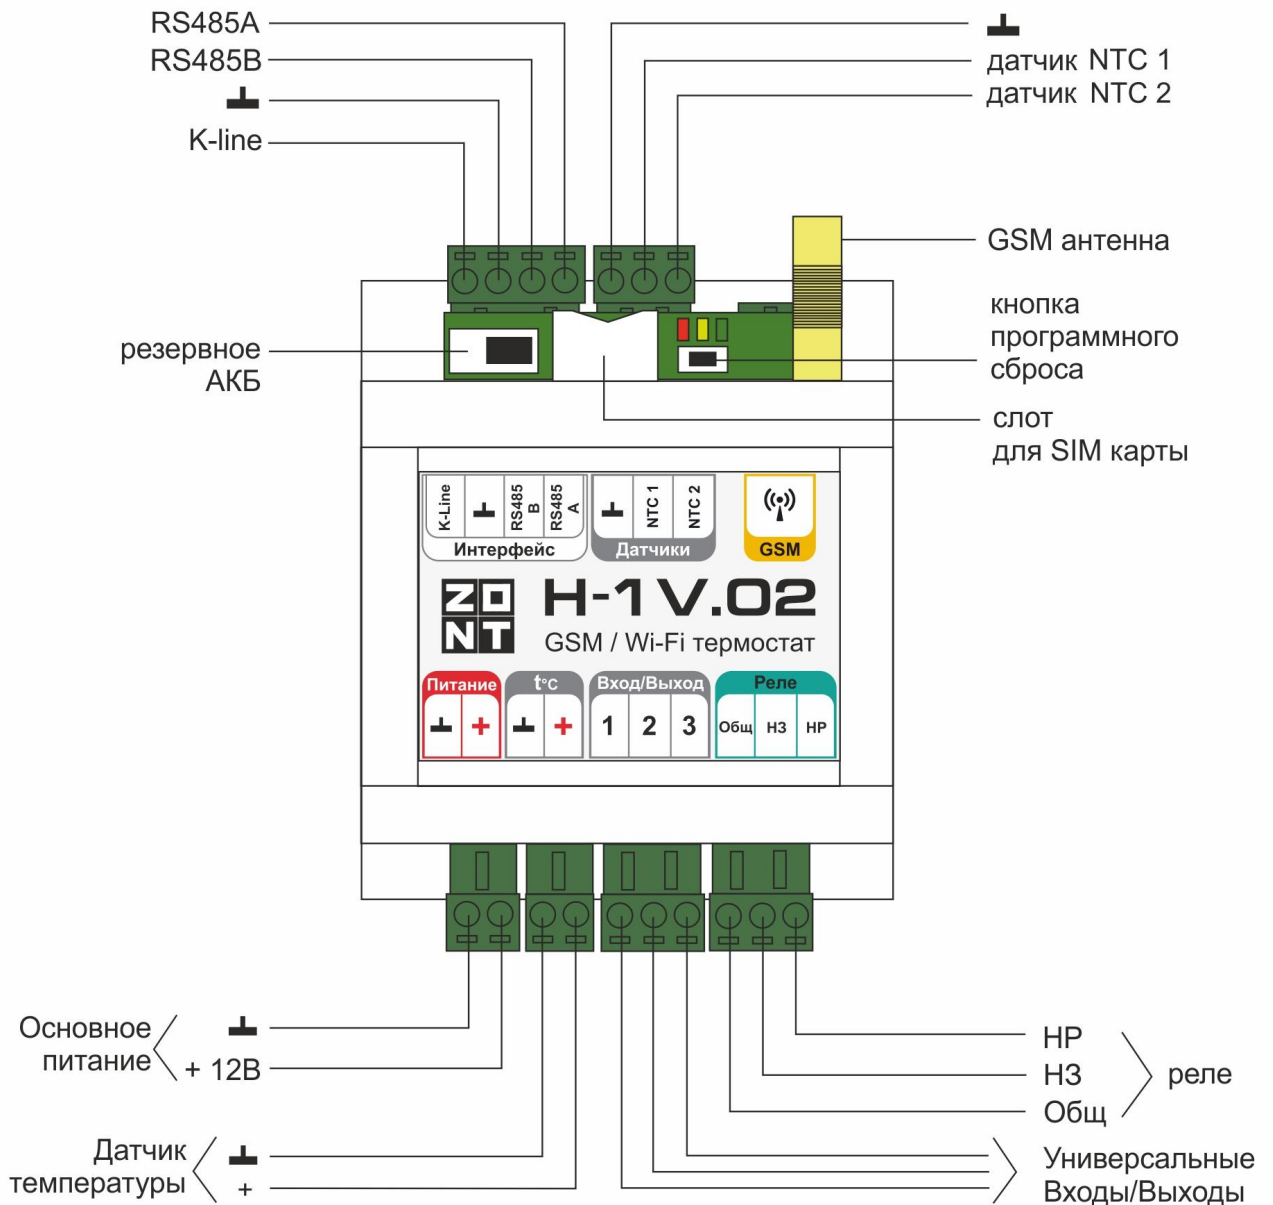 RS485A
RS485B
K-line
датчик NTC 1
датчик NTC 2
GSM антенна
кнопка
программного
сброса
резервное
АКБ
слот
для SIM карты
K-Line
RS485
B
RS485
A
Интерфейс
NTC 1
NTC 2
Датчики
GSM
ZONT
H-1V.02
GSM / Wi-Fi термостат
Питание
+
t°C
+
Вход/Выход
1 2 3
Реле
Общ НЗ НР
Основное
питание
+ 12В
Датчик
температуры
+
НР
НЗ
Общ
реле
Универсальные
Входы/Выходы